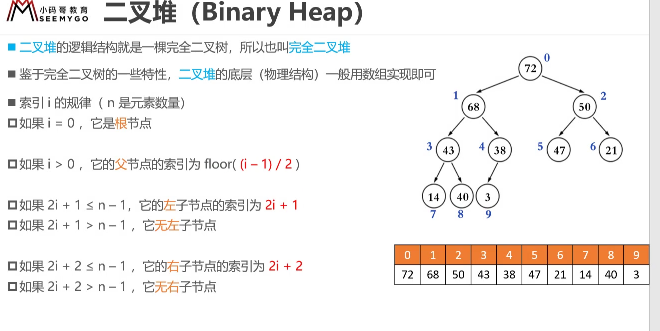 小码哥教育
SEEMYGO
二叉堆（Binary Heap）
■ 二叉堆的逻辑结构就是一棵完全二叉树，所以也叫完全二叉堆
■ 鉴于完全二叉树的一些特性，二叉堆的底层（物理结构）一般用数组实现即可
■ 索引 i 的规律（ n 是元素数量）
如果 i = 0 ，它是根节点
如果 i > 0 ，它的父节点的索引为 floor( (i – 1) / 2 )
如果 2i + 1 ≤ n – 1，它的左子节点的索引为 2i + 1
如果 2i + 1 > n – 1 ，它无左子节点
如果 2i + 2 ≤ n – 1 ，它的右子节点的索引为 2i + 2
如果 2i + 2 > n – 1 ，它无右子节点
0
72
1 2
68 50
3 4 5 6
43 38 47 21
14 40 3
7 8 9
0 1 2 3 4 5 6 7 8 9
72 68 50 43 38 47 21 14 40 3